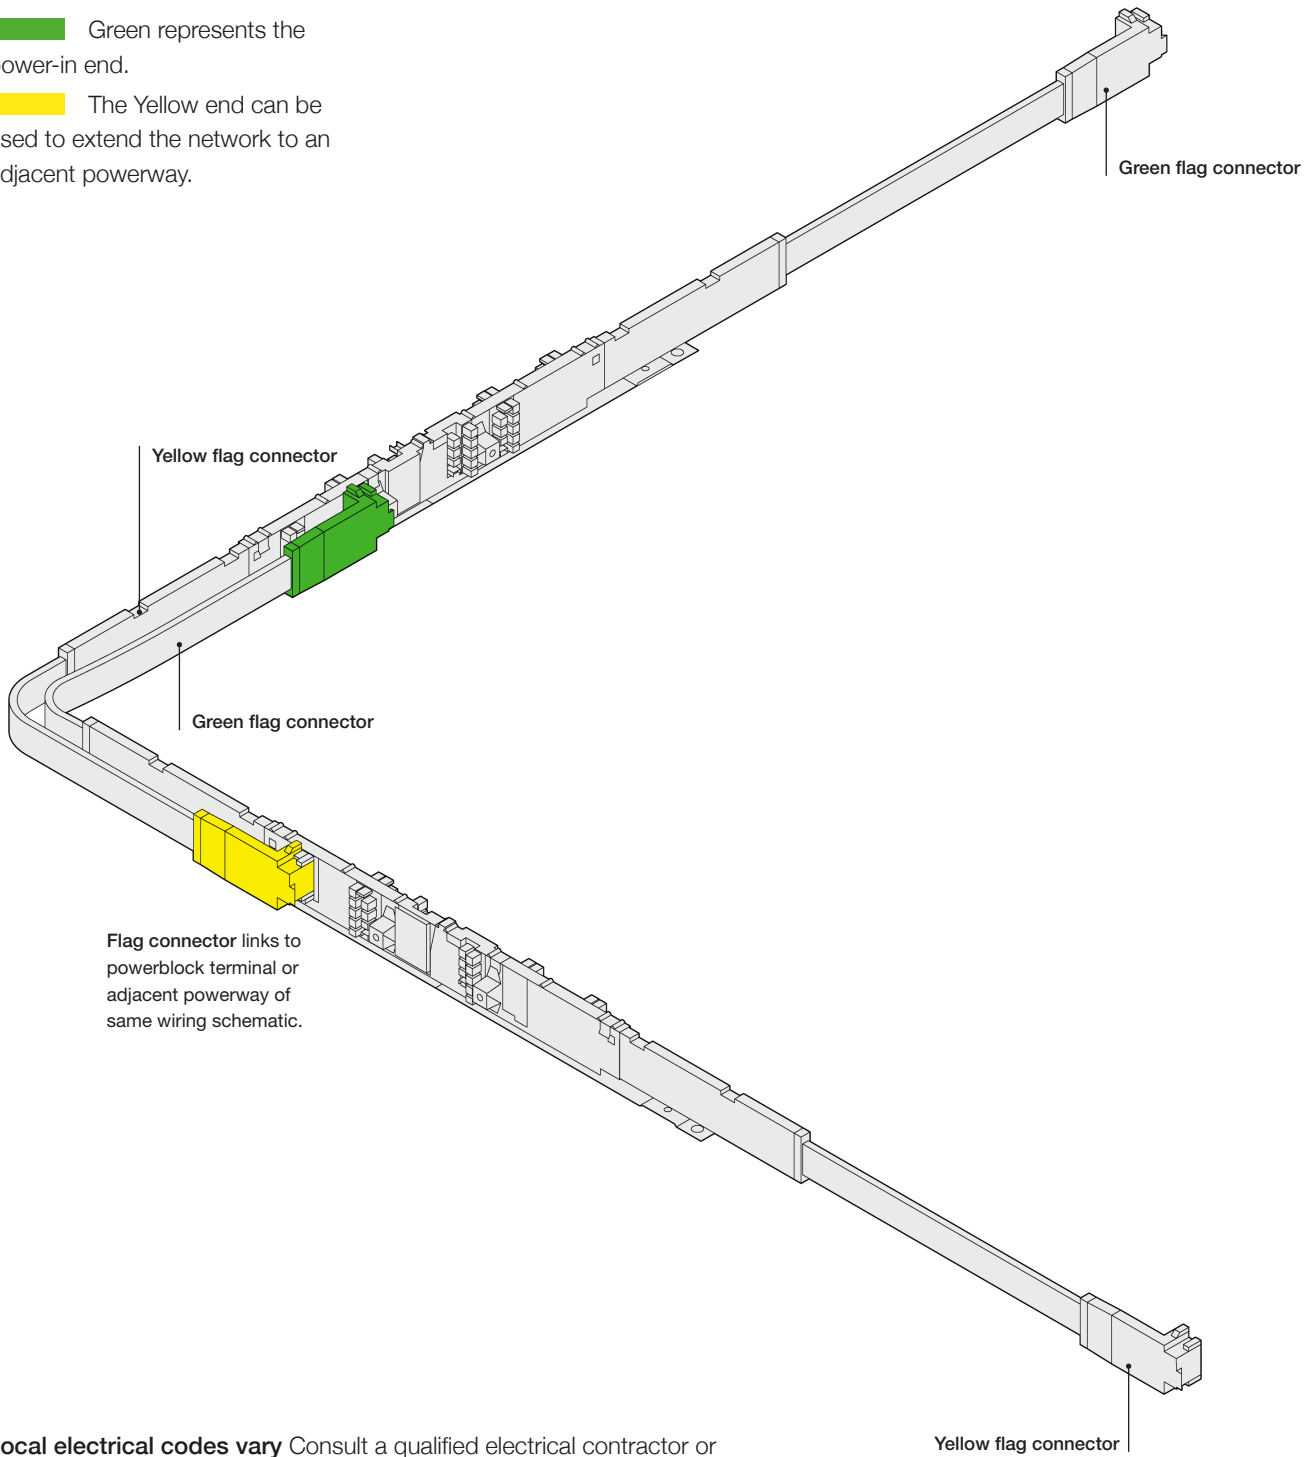 Green represents the
ower-in end.
The Yellow end can be
sed to extend the network to an
djacent powerway.
Green flag connector
Yellow flag connector
Green flag connector
Flag connector links to
powerblock terminal or
adjacent powerway of
same wiring schematic.
ocal electrical codes vary Consult a qualified electrical contractor or
Yellow flag connector